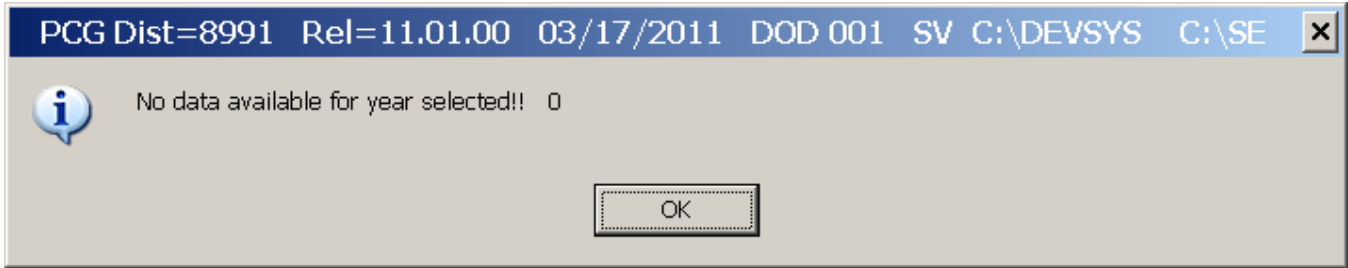 PCG Dist=8991 Rel=11.01.00 03/17/2011 DOD 001 SV C:\DEVSYS C:\SE
No data available for year selected!! 0
OK